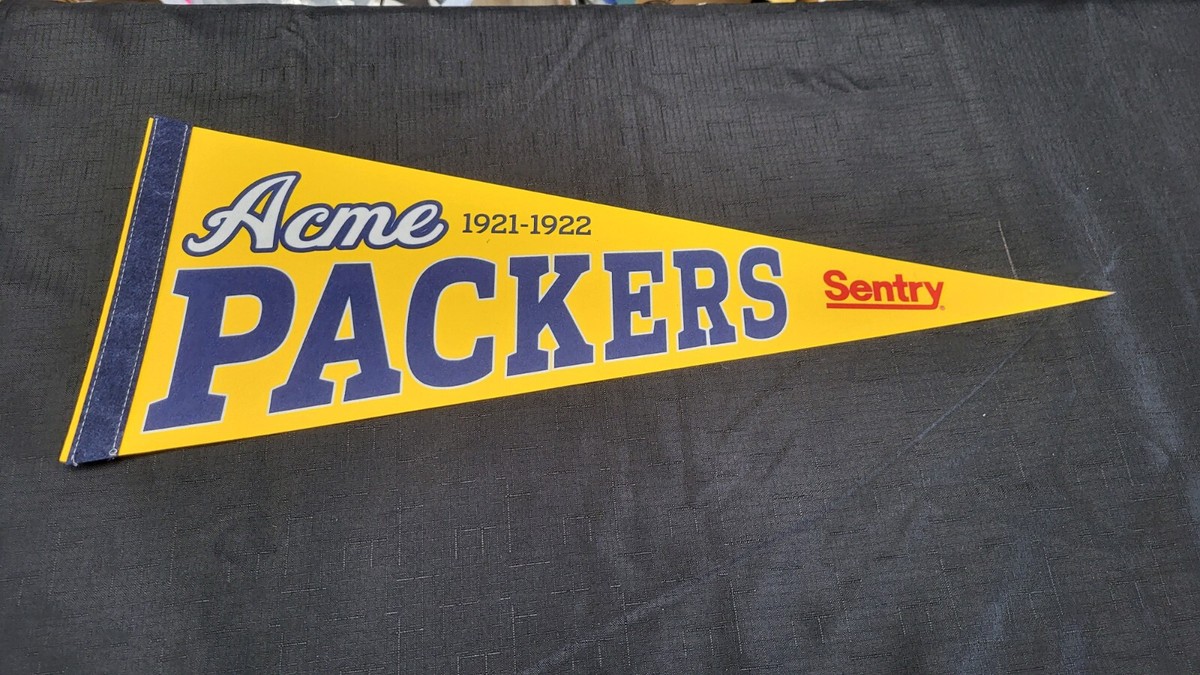 Acme 1921-1922
PACKERS
Sentry